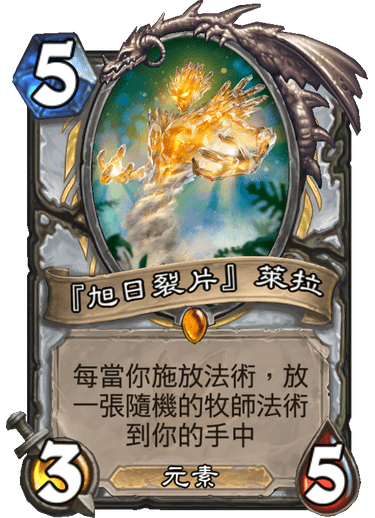 5
『旭日裂片』萊拉
每當你施放法術，放
一張隨機的牧師法術
到你的手中
3
元素
5